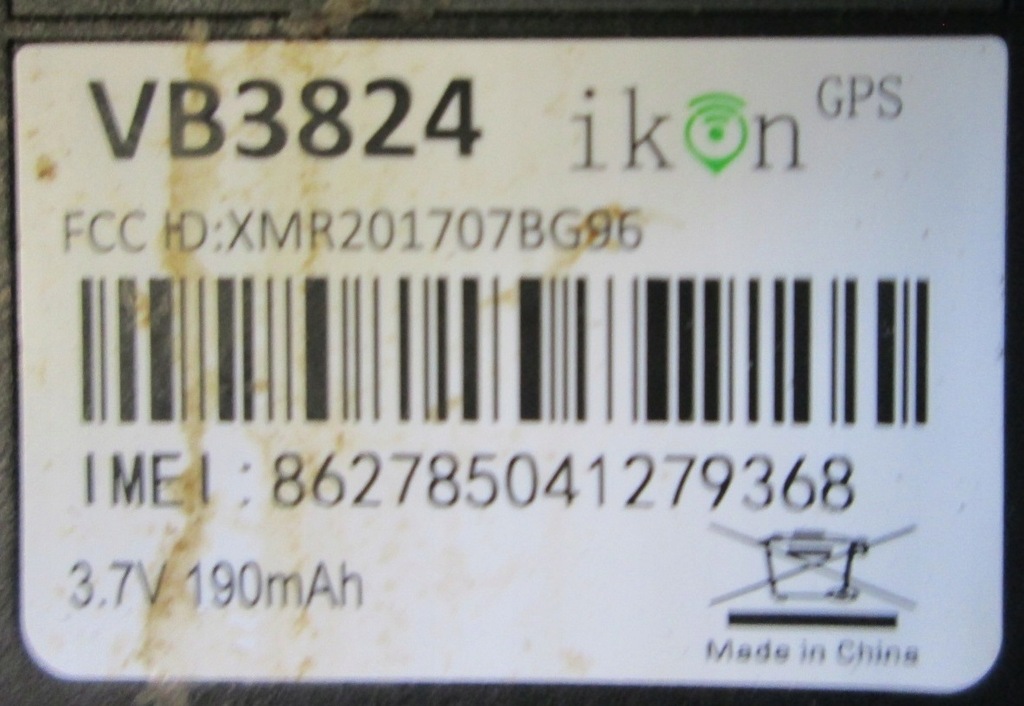 VB3824 ikon GPS
FCC ID:XMR201707BG96
IMEI:862785041279368
3.7V 190mAh
Made in China